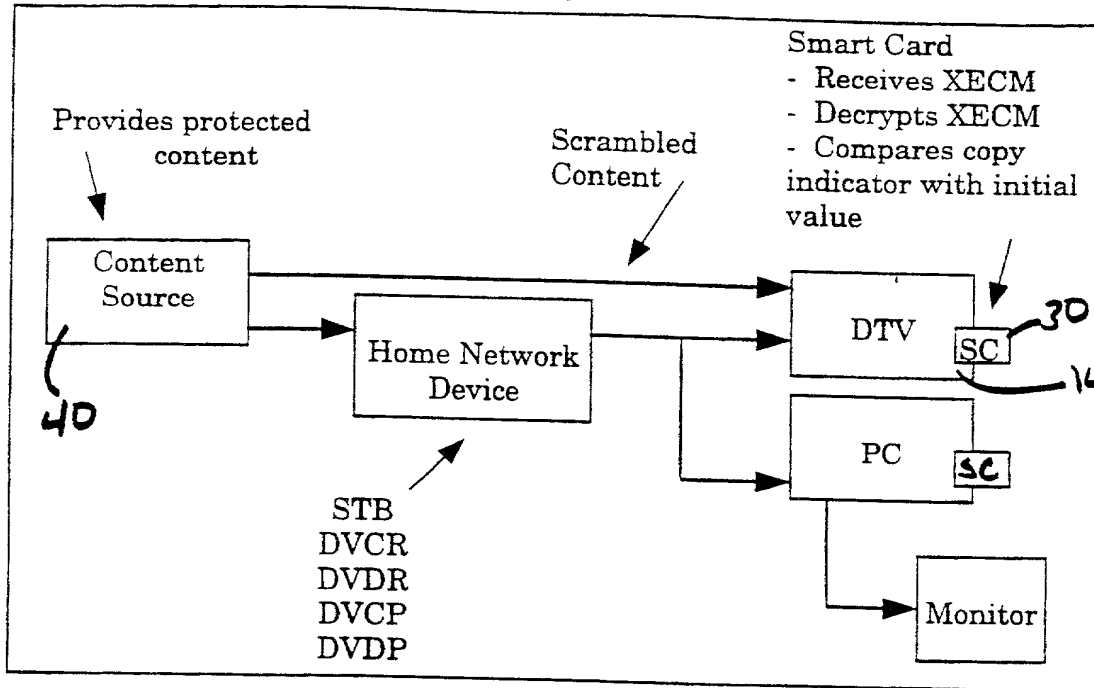 Smart Card
- Receives XECM
- Decrypts XECM
- Compares copy
indicator with initial
value
Provides protected
content
Scrambled
Content
Content
Source
40
Home Network
Device
DTV
SC
30
14
PC
SC
Monitor
STB
DVCR
DVDR
DVCP
DVDP